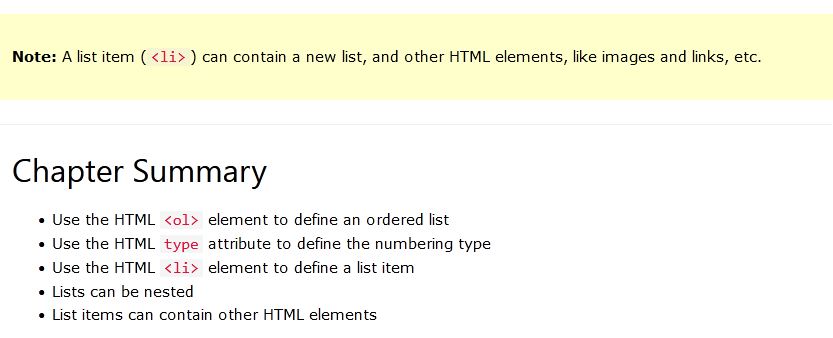 Note: A list item (<li>) can contain a new list, and other HTML elements, like images and links, etc.
Chapter Summary
• Use the HTML <ol> element to define an ordered list
• Use the HTML type attribute to define the numbering type
• Use the HTML <li> element to define a list item
• Lists can be nested
• List items can contain other HTML elements